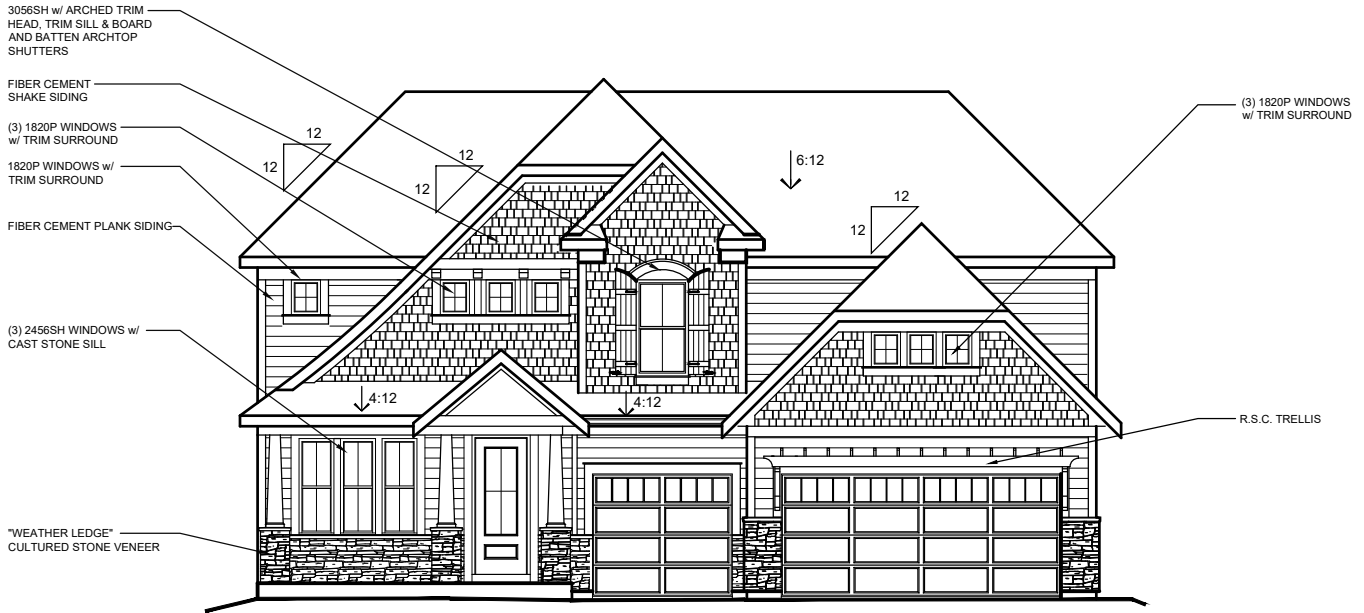 3056SH w/ ARCHED TRIM
HEAD, TRIM SILL & BOARD
AND BATTEN ARCHTOP
SHUTTERS
FIBER CEMENT
SHAKE SIDING
(3) 1820P WINDOWS
w/ TRIM SURROUND
1820P WINDOWS w/
TRIM SURROUND
FIBER CEMENT PLANK SIDING
(3) 2456SH WINDOWS w/
CAST STONE SILL
"WEATHER LEDGE"
CULTURED STONE VENEER
12
12
12
12
6:12
12
12
4:12
4:12
(3) 1820P WINDOWS
w/ TRIM SURROUND
R.S.C. TRELLIS